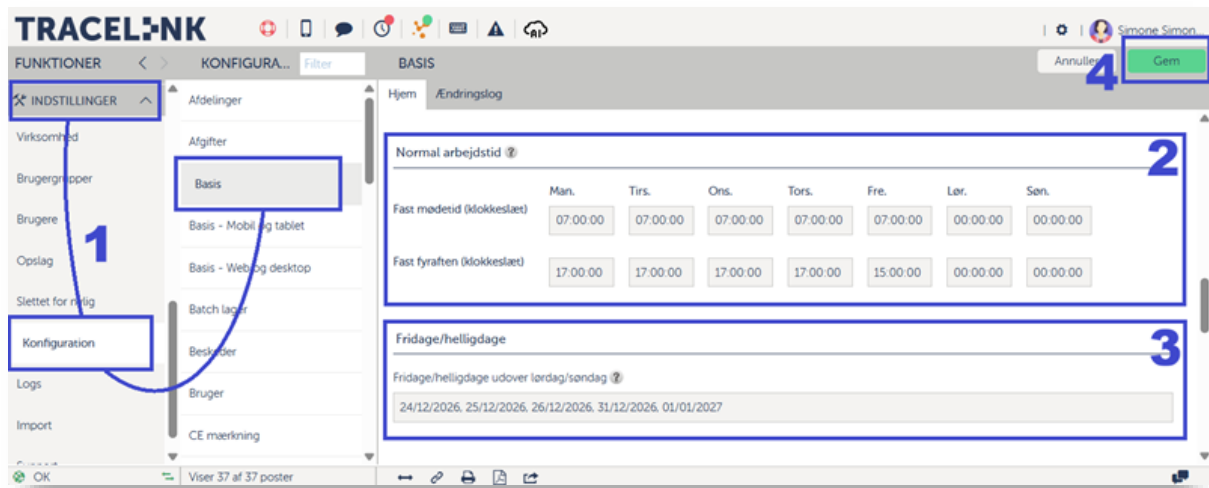 TRACELINK
AI
Simone Simon...
FUNKTIONER
KONFIGURA...
Filter
BASIS
Annuller
4
Gem
INDSTILLINGER
Virksomhed
Brugergrupper
Brugere
1
Opslag
Slettet for nylig
Konfiguration
Logs
Import
Afdelinger
Afgifter
Basis
Basis - Mobil og tablet
Basis - Web og desktop
Batch lager
Beskeder
Bruger
CE mærkning
Hjem Ændringslog
Normal arbejdstid ?
2
Man. Tirs. Ons. Tors. Fre. Lør. Søn.
Fast mødetid (klokkeslæt) 07:00:00 07:00:00 07:00:00 07:00:00 07:00:00 00:00:00 00:00:00
Fast fyraften (klokkeslæt) 17:00:00 17:00:00 17:00:00 17:00:00 15:00:00 00:00:00 00:00:00
Fridage/helligdage
3
Fridage/helligdage udover lørdag/søndag ?
24/12/2026, 25/12/2026, 26/12/2026, 31/12/2026, 01/01/2027
OK
Viser 37 af 37 poster